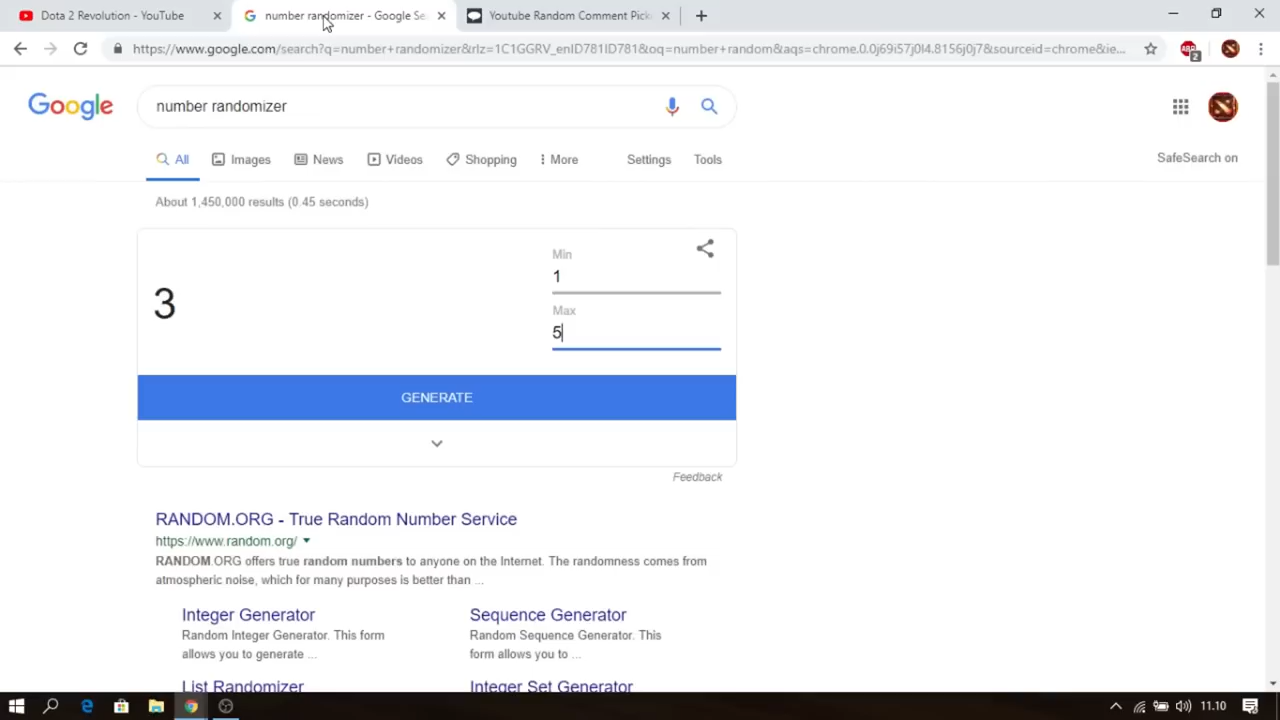 Dota 2 Revolution - YouTube
number randomizer - Google Se
Youtube Random Comment Pick
https://www.google.com/search?q=number+randomizer&rlz=1C1GGRV_enID781ID781&oq=number+random&aqs=chrome.0.0j69i57j0l4.8156j0j7&sourceid=chrome&ie...
ABP
2
Google
number randomizer
All
Images
News
Videos
Shopping
More
Settings
Tools
SafeSearch on
About 1,450,000 results (0.45 seconds)
Min
1
3
Max
5
GENERATE
Feedback
RANDOM.ORG - True Random Number Service
https://www.random.org/
RANDOM.ORG offers true random numbers to anyone on the Internet. The randomness comes from
atmospheric noise, which for many purposes is better than ...
Integer Generator
Random Integer Generator. This form
allows you to generate ...
Sequence Generator
Random Sequence Generator. This
form allows you to ...
List Randomizer
Integer Set Generator
11.10